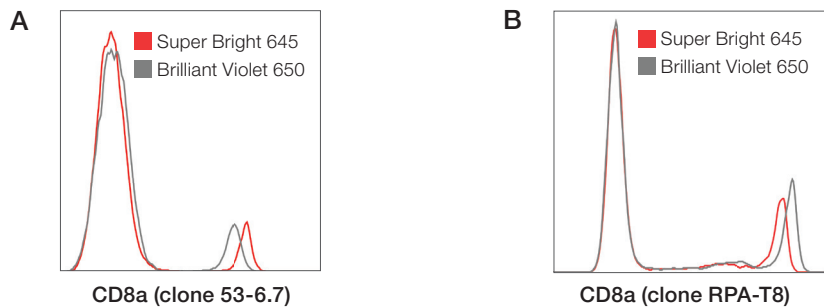 A
Super Bright 645
Brilliant Violet 650
CD8a (clone 53-6.7)
B
Super Bright 645
Brilliant Violet 650
CD8a (clone RPA-T8)